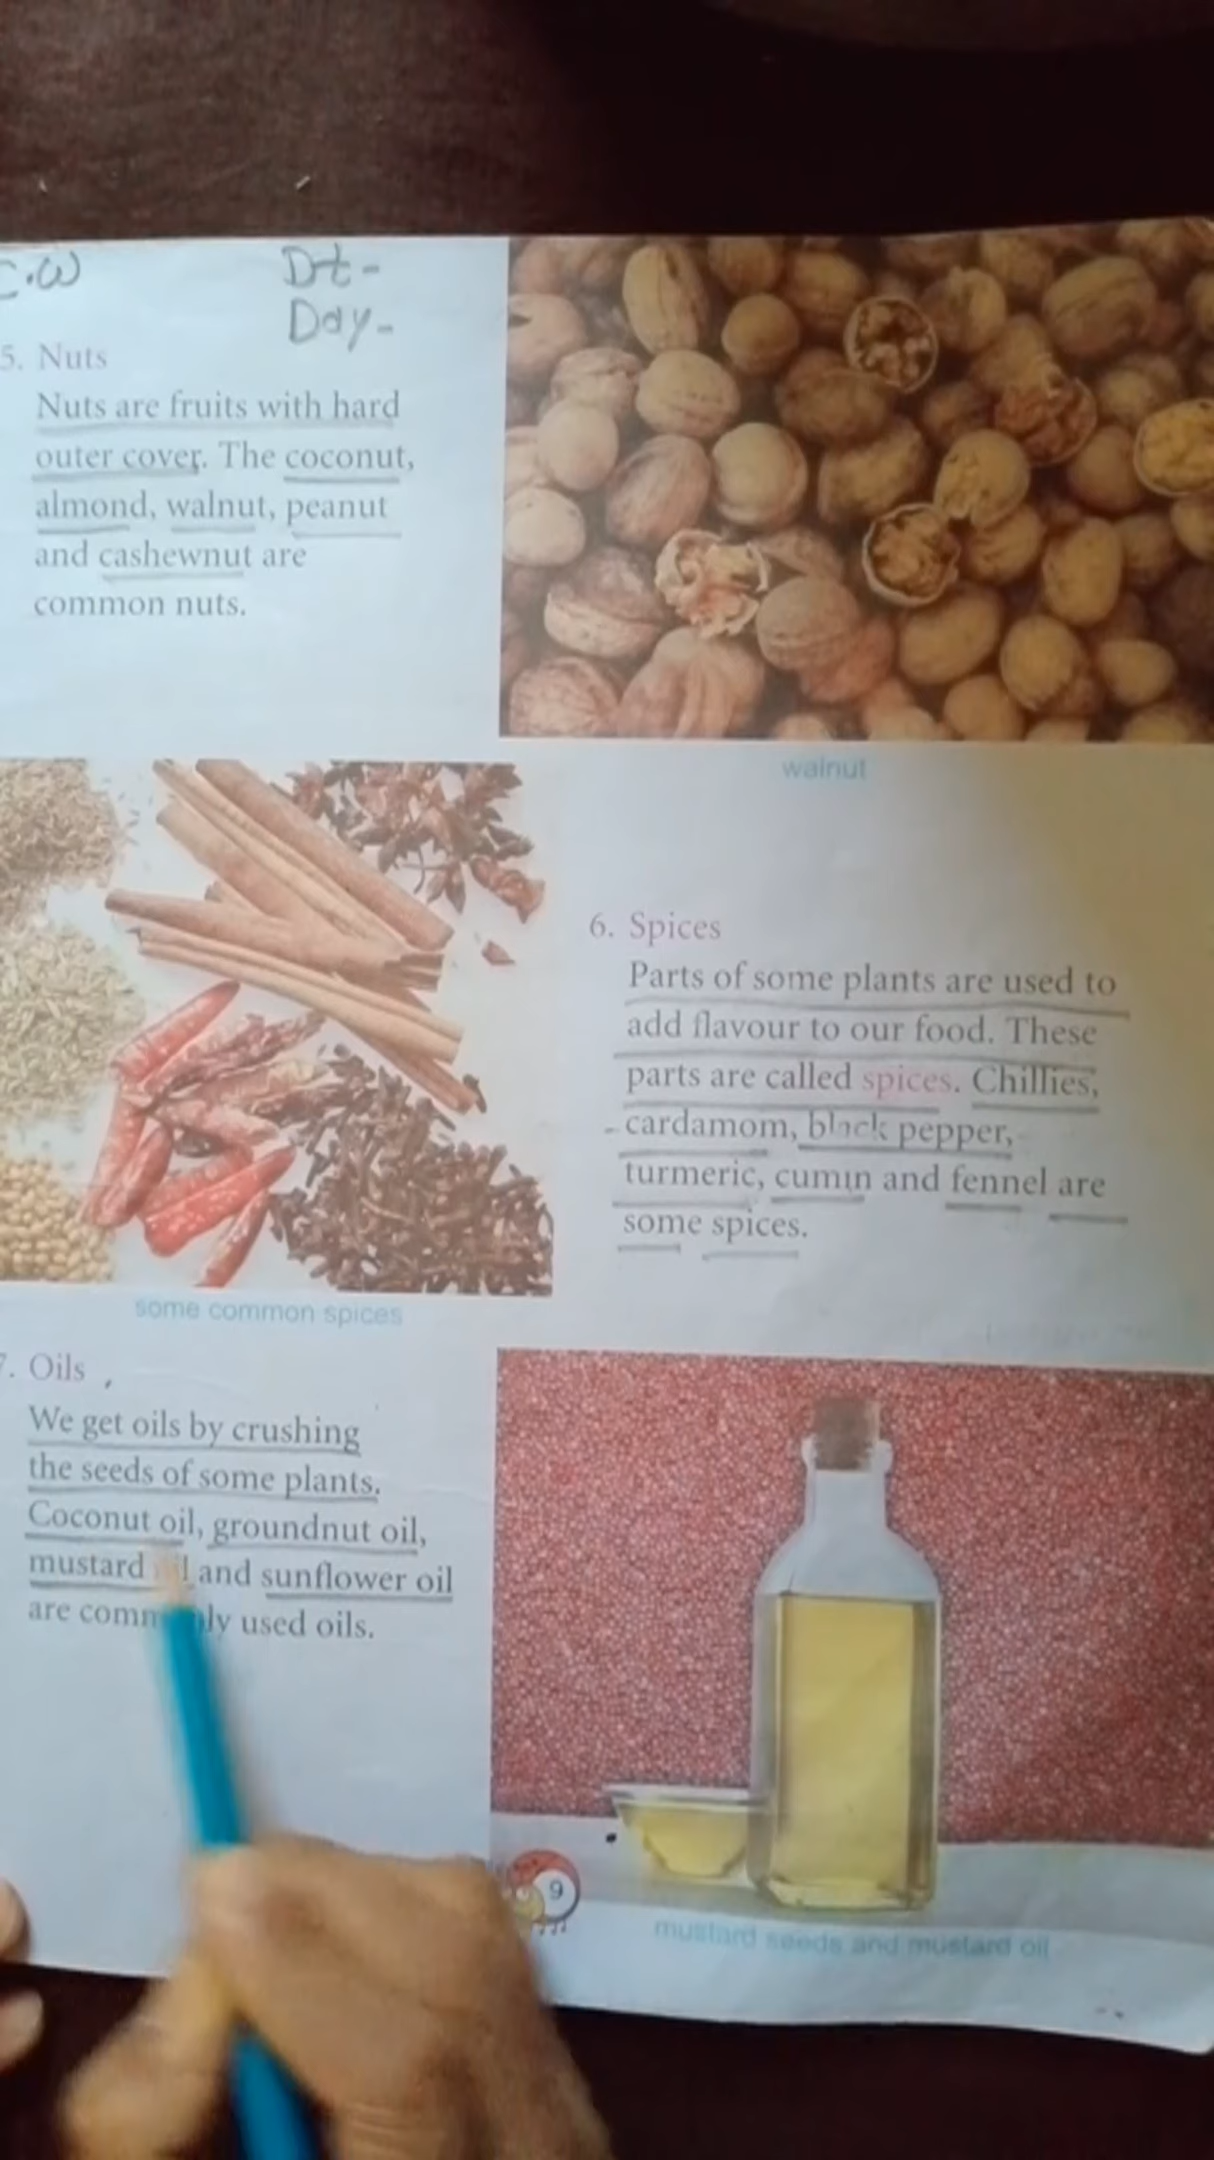 C.W
Dt-
Day-
5. Nuts
Nuts are fruits with hard
outer cover. The coconut,
almond, walnut, peanut
and cashewnut are
common nuts.
walnut
6. Spices
Parts of some plants are used to
add flavour to our food. These
parts are called spices. Chillies,
cardamom, black pepper,
turmeric, cumin and fennel are
some spices.
some common spices
7. Oils
We get oils by crushing
the seeds of some plants.
Coconut oil, groundnut oil,
mustard oil and sunflower oil
are commonly used oils.
9
mustard seeds and mustard oil